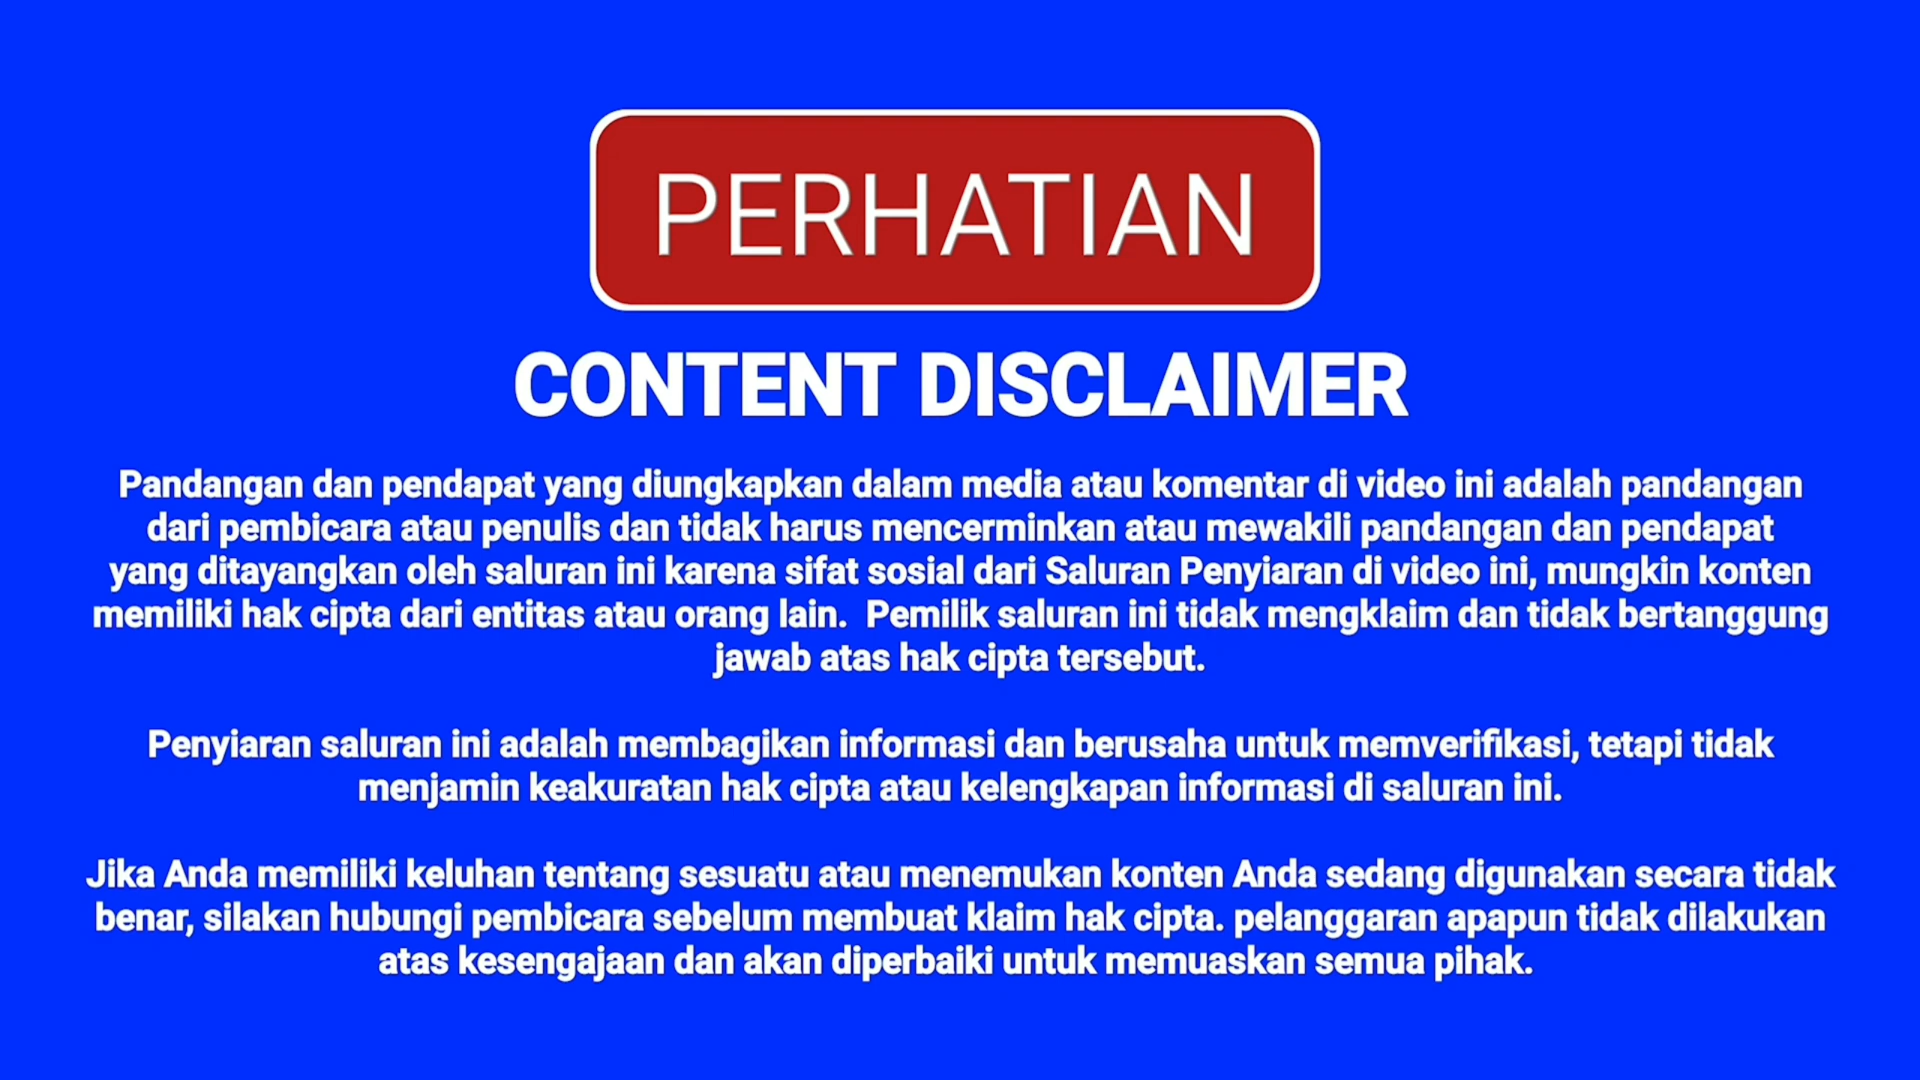 PERHATIAN
CONTENT DISCLAIMER
Pandangan dan pendapat yang diungkapkan dalam media atau komentar di video ini adalah pandangan
dari pembicara atau penulis dan tidak harus mencerminkan atau mewakili pandangan dan pendapat
yang ditayangkan oleh saluran ini karena sifat sosial dari Saluran Penyiaran di video ini, mungkin konten
memiliki hak cipta dari entitas atau orang lain.  Pemilik saluran ini tidak mengklaim dan tidak bertanggung
jawab atas hak cipta tersebut.
Penyiaran saluran ini adalah membagikan informasi dan berusaha untuk memverifikasi, tetapi tidak
menjamin keakuratan hak cipta atau kelengkapan informasi di saluran ini.
Jika Anda memiliki keluhan tentang sesuatu atau menemukan konten Anda sedang digunakan secara tidak
benar, silakan hubungi pembicara sebelum membuat klaim hak cipta. pelanggaran apapun tidak dilakukan
atas kesengajaan dan akan diperbaiki untuk memuaskan semua pihak.